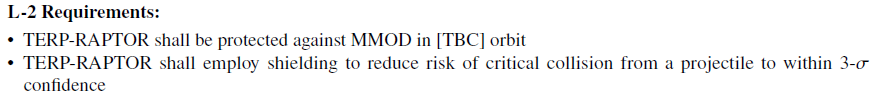 L-2 Requirements:
• TERP-RAPTOR shall be protected against MMOD in [TBC] orbit
• TERP-RAPTOR shall employ shielding to reduce risk of critical collision from a projectile to within 3-σ
confidence